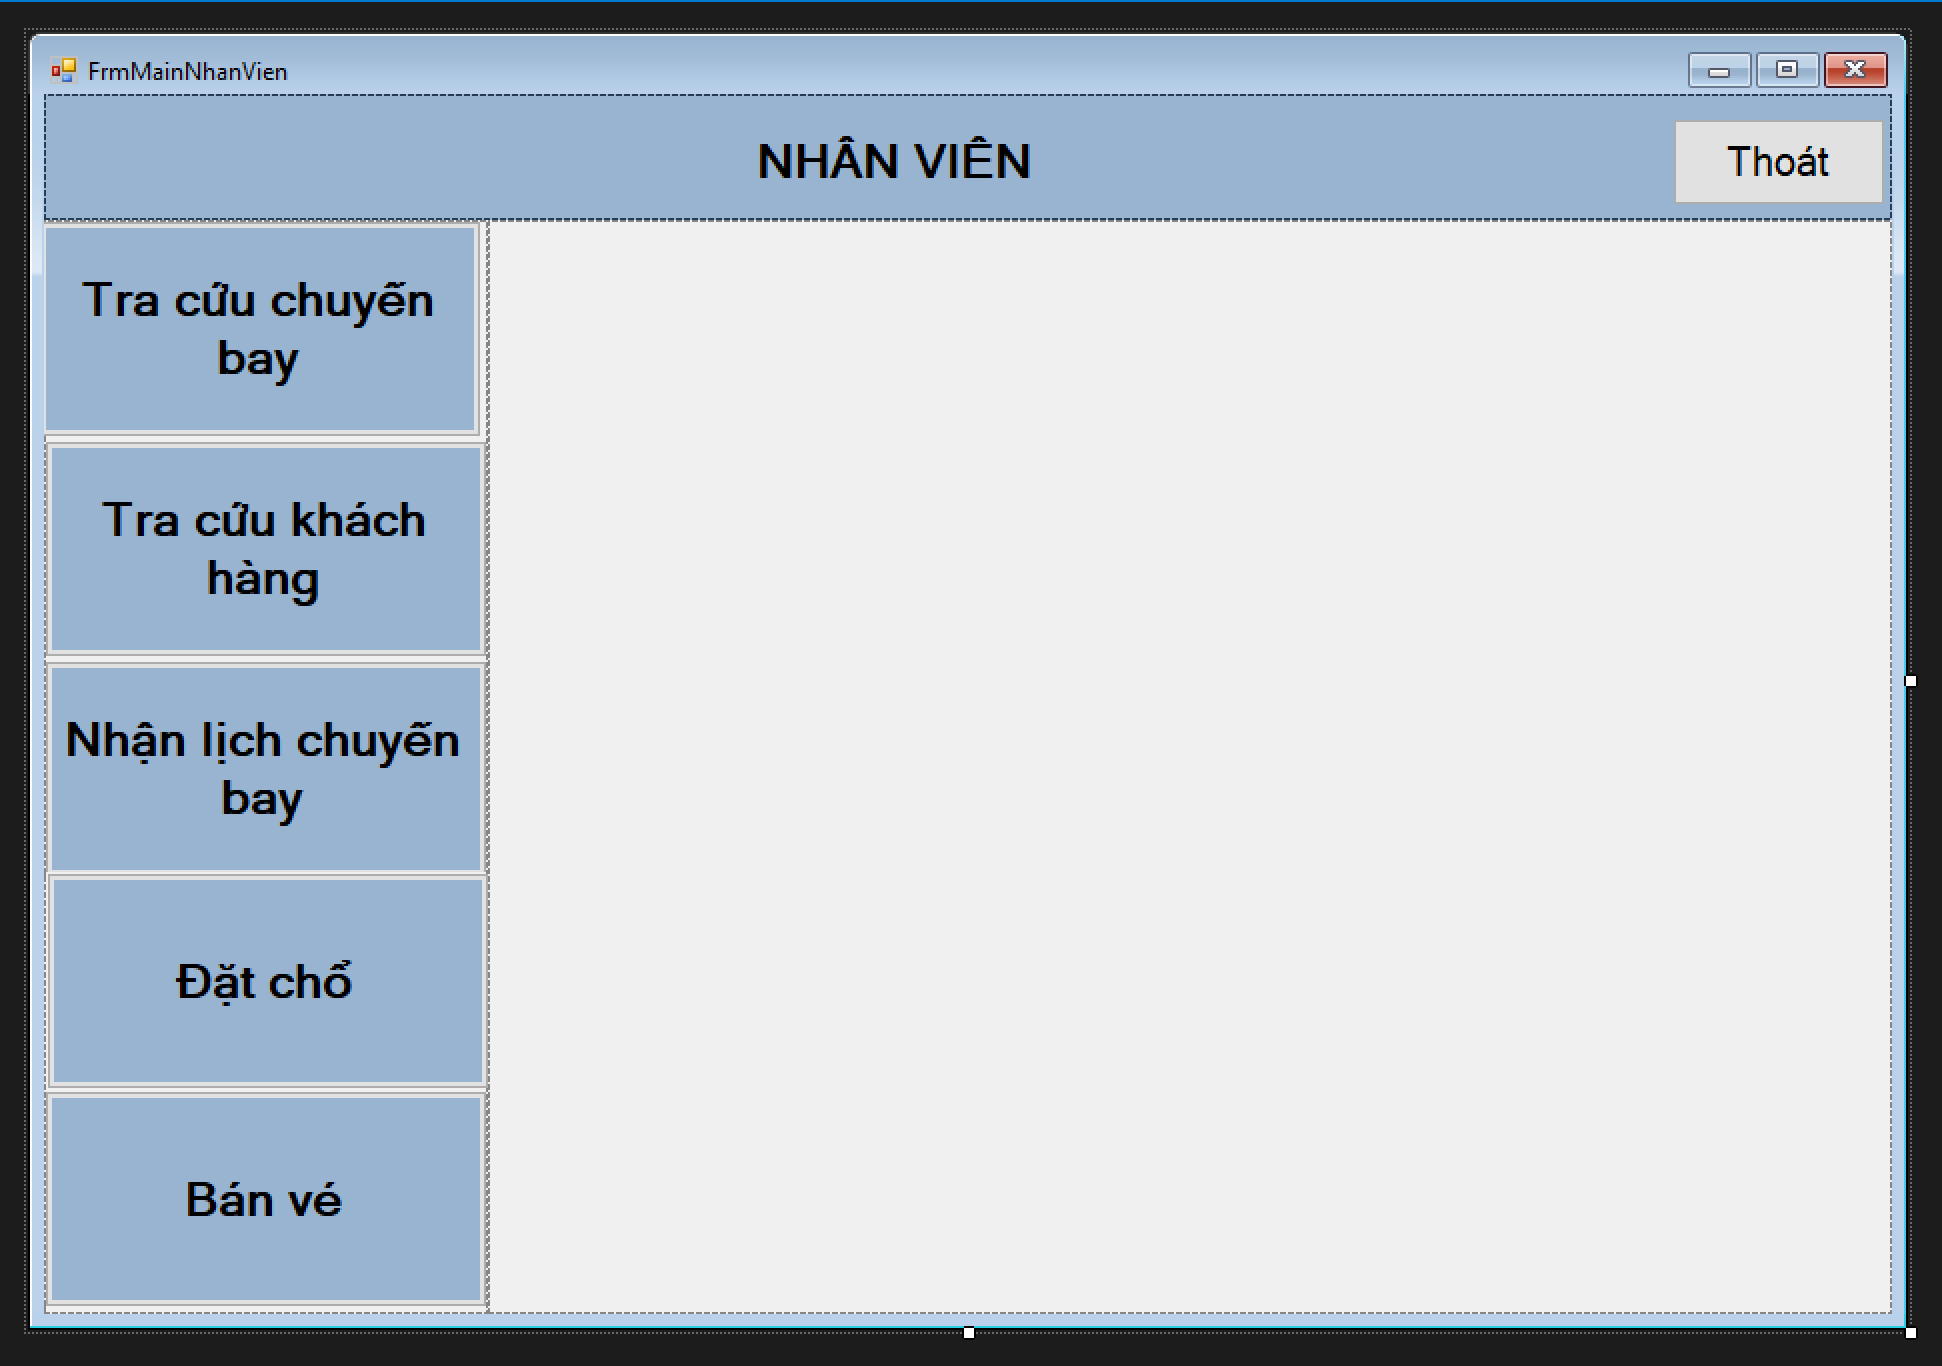 FrmMainNhanVien
NHÂN VIÊN
Thoát
Tra cứu chuyến
bay
Tra cứu khách
hàng
Nhận lịch chuyến
bay
Đặt chổ
Bán vé